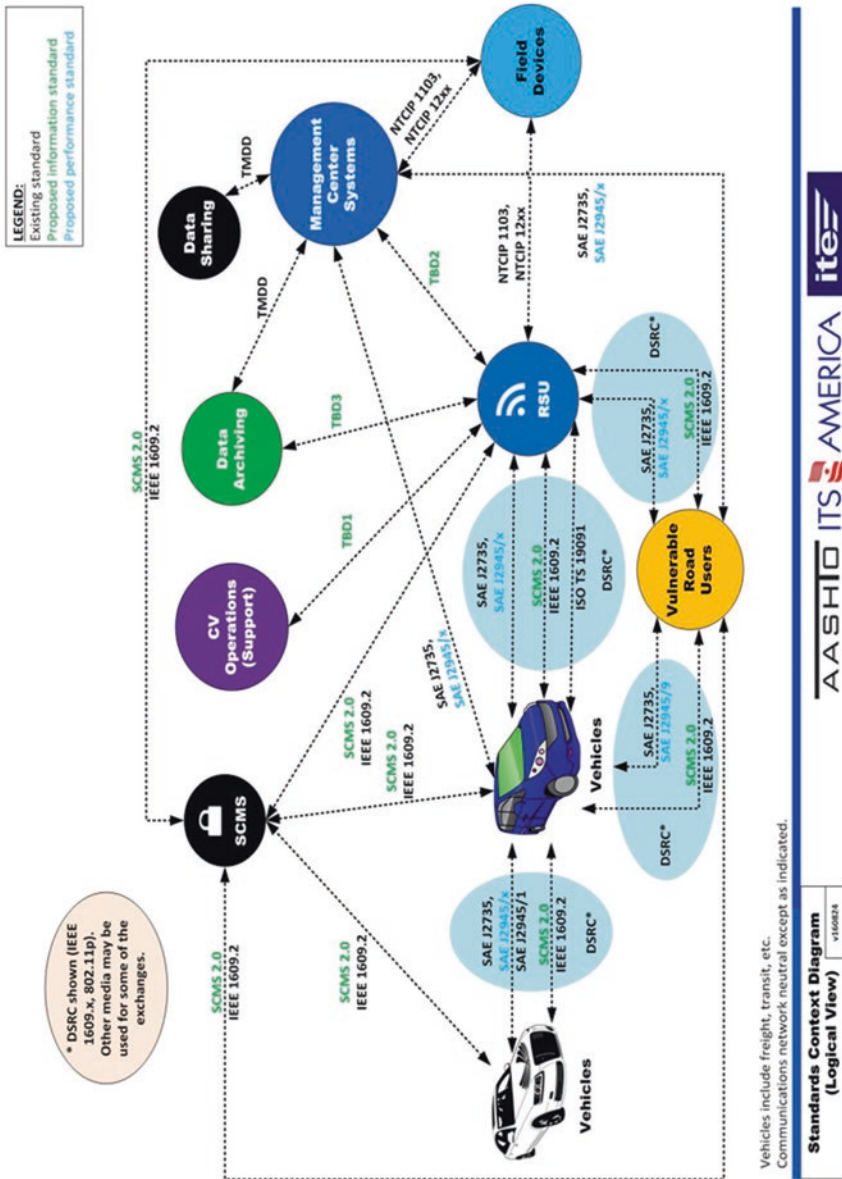 LEGEND:
Existing standard
Proposed information standard
Proposed performance standard
* DSRC shown (IEEE
1609.x, 802.11p).
Other media may be
used for some of the
exchanges.
SCMS 2.0
IEEE 1609.2
SCMS 2.0
IEEE 1609.2
SCMS
CV
Operations
(Support)
Data
Archiving
Data
Sharing
TMDD
TMDD
Management
Center
Systems
NTCIP 1103,
NTCIP 12xx
Field
Devices
TBD1
TBD3
TBD2
SCMS 2.0
IEEE 1609.2
SCMS 2.0
IEEE 1609.2
SCMS 2.0
IEEE 1609.2
SAE J2735,
SAE J2945/x
RSU
NTCIP 1103,
NTCIP 12xx
SAE J2735,
SAE J2945/x
Vehicles
SAE J2735,
SAE J2945/x
SAE J2945/1
SCMS 2.0
IEEE 1609.2
DSRC*
Vehicles
SAE J2735,
SAE J2945/x
SCMS 2.0
IEEE 1609.2
ISO TS 19091
DSRC*
DSRC*
SAE J2735,
SAE J2945/9
SCMS 2.0
IEEE 1609.2
Vulnerable
Road
Users
SAE J2735,
SAE J2945/x
SCMS 2.0
IEEE 1609.2
DSRC*
Vehicles include freight, transit, etc.
Communications network neutral except as indicated.
Standards Context Diagram
(Logical View)
v160824
AASHTO
ITS AMERICA
ite